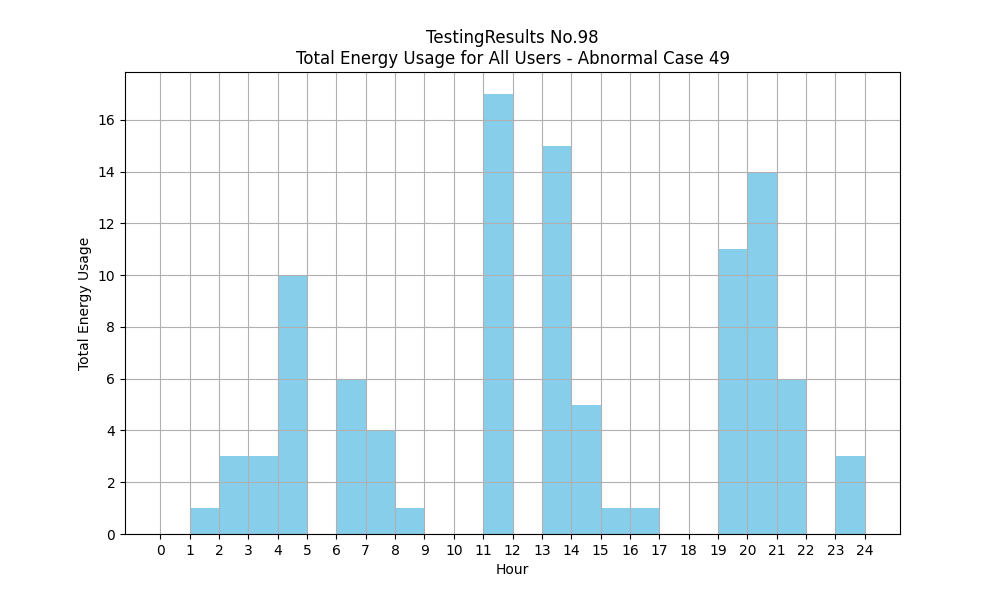 TestingResults No.98
Total Energy Usage for All Users - Abnormal Case 49
Total Energy Usage
16
14
12
10
8
6
4
2
0
0 1 2 3 4 5 6 7 8 9 10 11 12 13 14 15 16 17 18 19 20 21 22 23 24
Hour